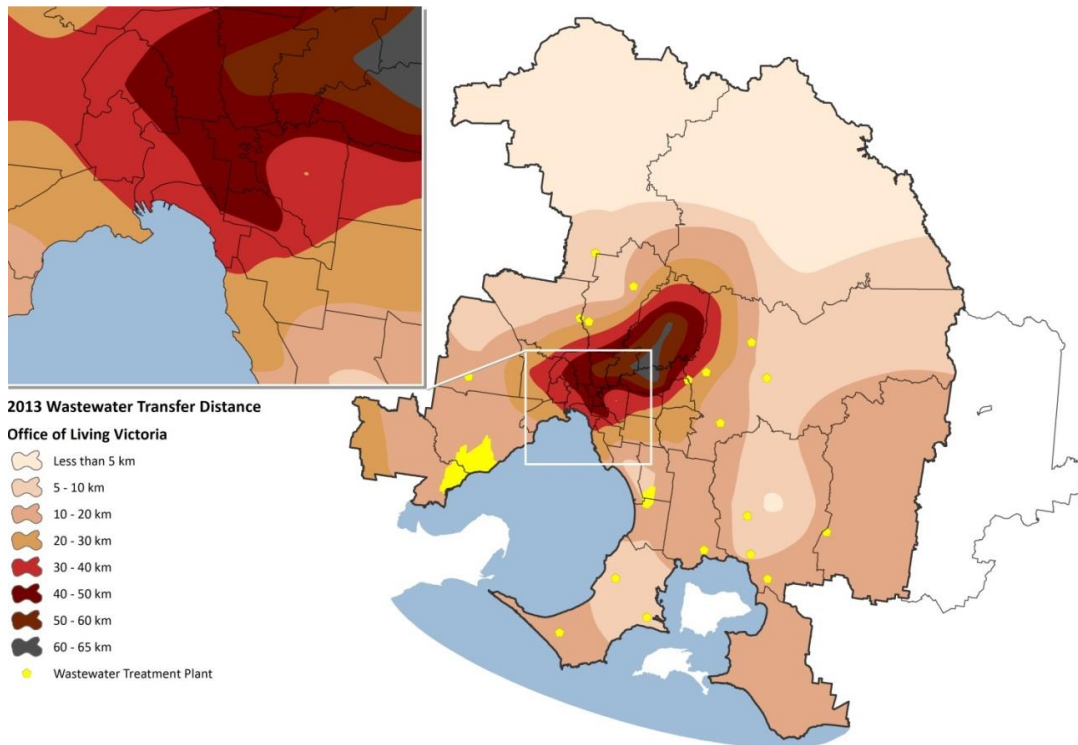 2013 Wastewater Transfer Distance
Office of Living Victoria
Less than 5 km
5 - 10 km
10 - 20 km
20 - 30 km
30 - 40 km
40 - 50 km
50 - 60 km
60 - 65 km
Wastewater Treatment Plant